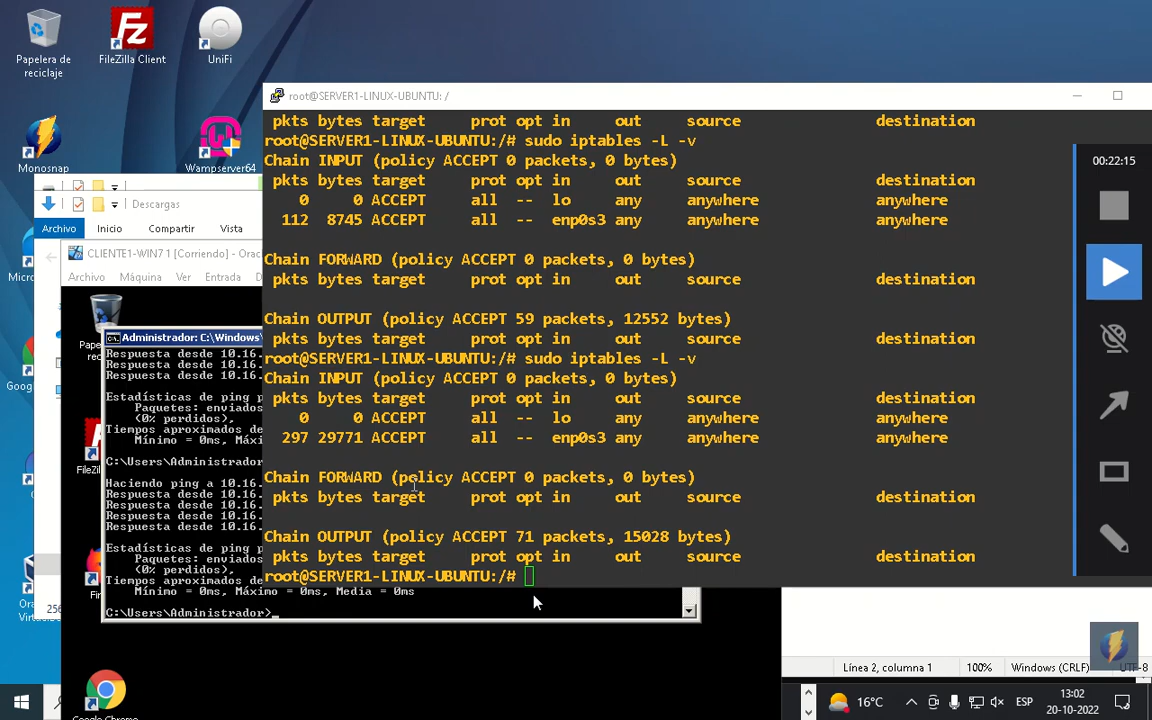 Papelera de
reciclaje
FileZilla Client
UniFi
Monosnap
Wampserver64
root@SERVER1-LINUX-UBUNTU: /
pkts bytes target prot opt in out source destination
root@SERVER1-LINUX-UBUNTU:/# sudo iptables -L -v
Chain INPUT (policy ACCEPT 0 packets, 0 bytes)
pkts bytes target prot opt in out source destination
0 0 ACCEPT all -- lo any anywhere anywhere
112 8745 ACCEPT all -- enp0s3 any anywhere anywhere
Chain FORWARD (policy ACCEPT 0 packets, 0 bytes)
pkts bytes target prot opt in out source destination
Chain OUTPUT (policy ACCEPT 59 packets, 12552 bytes)
pkts bytes target prot opt in out source destination
root@SERVER1-LINUX-UBUNTU:/# sudo iptables -L -v
Chain INPUT (policy ACCEPT 0 packets, 0 bytes)
pkts bytes target prot opt in out source destination
0 0 ACCEPT all -- lo any anywhere anywhere
297 29771 ACCEPT all -- enp0s3 any anywhere anywhere
Chain FORWARD (policy ACCEPT 0 packets, 0 bytes)
pkts bytes target prot opt in out source destination
Chain OUTPUT (policy ACCEPT 71 packets, 15028 bytes)
pkts bytes target prot opt in out source destination
root@SERVER1-LINUX-UBUNTU:/#
00:22:15
Descargas
Archivo Inicio Compartir Vista
CLIENTE1-WIN7 1 [Corriendo] - Orac
Archivo Máquina Ver Entrada
Administrador: C:\Windows\
Respuesta desde 10.16.
Respuesta desde 10.16.
Respuesta desde 10.16.
Estadísticas de ping p
Paquetes: enviados
(0% perdidos),
Tiempos aproximados de
Mínimo = 0ms, Máxi
C:\Users\Administrador
Haciendo ping a 10.16.
Respuesta desde 10.16.
Respuesta desde 10.16.
Respuesta desde 10.16.
Respuesta desde 10.16.
Estadísticas de ping p
Paquetes: enviados
(0% perdidos),
Tiempos aproximados de
Mínimo = 0ms, Máximo = 0ms, Media = 0ms
C:\Users\Administrador>
Google Chrome
Línea 2, columna 1 100% Windows (CRLF) UTF-8
16°C ESP 13:02
20-10-2022